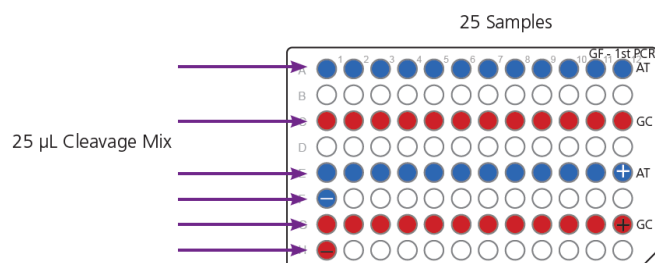 25 Samples
GF - 1st PCR
1 2 3 4 5 6 7 8 9 10 11 12
A AT
B
C GC
25 µL Cleavage Mix
D
E + AT
F −
G + GC
H −